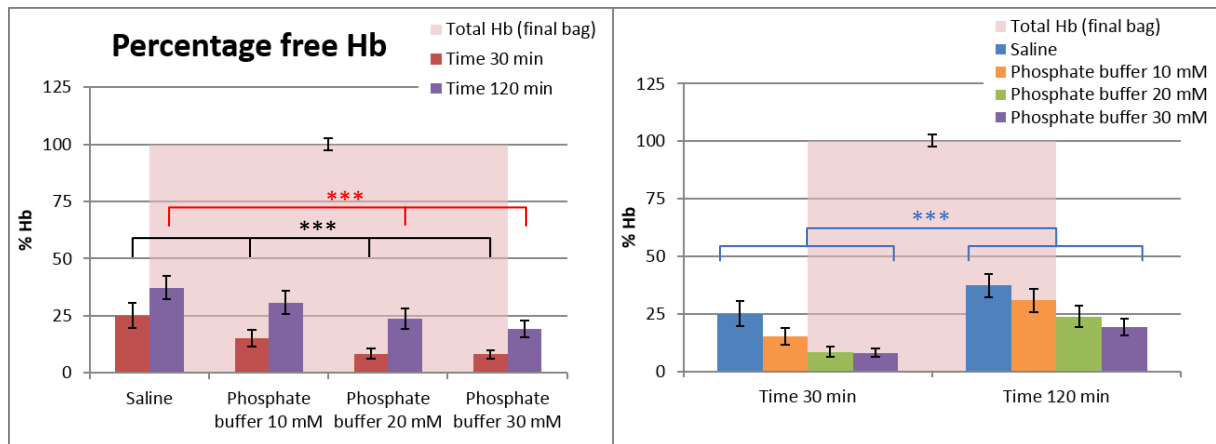 Percentage free Hb
Total Hb (final bag)
Time 30 min
Time 120 min
% Hb
125
100
75
50
25
0
***
***
Saline
Phosphate buffer 10 mM
Phosphate buffer 20 mM
Phosphate buffer 30 mM
Total Hb (final bag)
Saline
Phosphate buffer 10 mM
Phosphate buffer 20 mM
Phosphate buffer 30 mM
% Hb
125
100
75
50
25
0
***
Time 30 min
Time 120 min